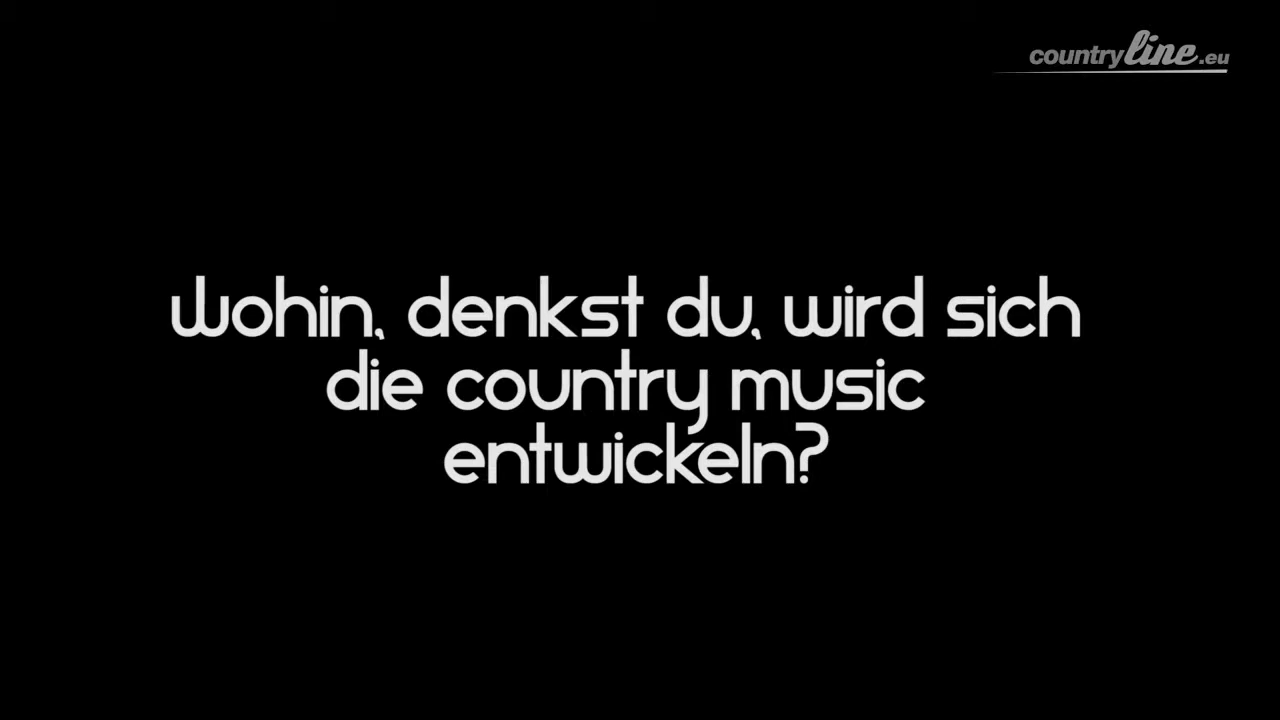 countryline.eu
wohin, denkst du, wird sich
die country music
entwickeln?